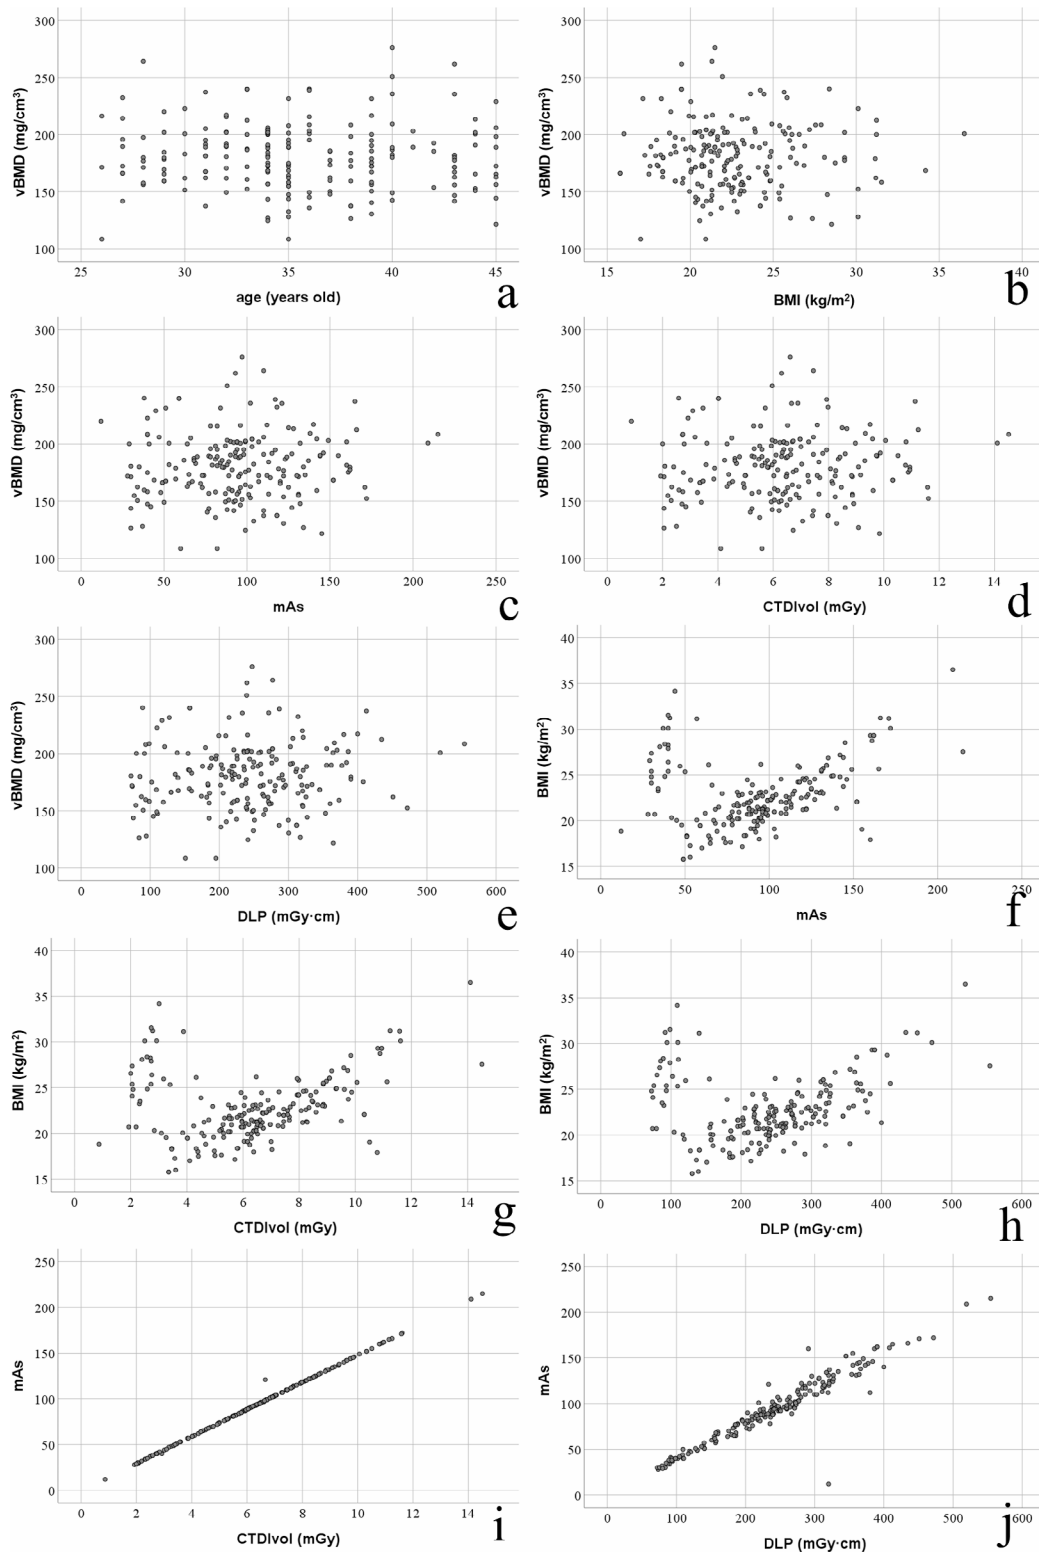 300
250
200
150
100
vBMD (mg/cm³)
25 30 35 40 45
age (years old)
a
300
250
200
150
100
vBMD (mg/cm³)
15 20 25 30 35 40
BMI (kg/m²)
b
300
250
200
150
100
vBMD (mg/cm³)
0 50 100 150 200 250
mAs
c
300
250
200
150
100
vBMD (mg/cm³)
0 2 4 6 8 10 12 14
CTDIvol (mGy)
d
300
250
200
150
100
vBMD (mg/cm³)
0 100 200 300 400 500 600
DLP (mGy·cm)
e
40
35
30
25
20
15
BMI (kg/m²)
0 50 100 150 200 250
mAs
f
40
35
30
25
20
15
BMI (kg/m²)
0 2 4 6 8 10 12 14
CTDIvol (mGy)
g
40
35
30
25
20
15
BMI (kg/m²)
0 100 200 300 400 500 600
DLP (mGy·cm)
h
250
200
150
100
50
0
mAs
0 2 4 6 8 10 12 14
CTDIvol (mGy)
i
250
200
150
100
50
0
mAs
0 100 200 300 400 500 600
DLP (mGy·cm)
j